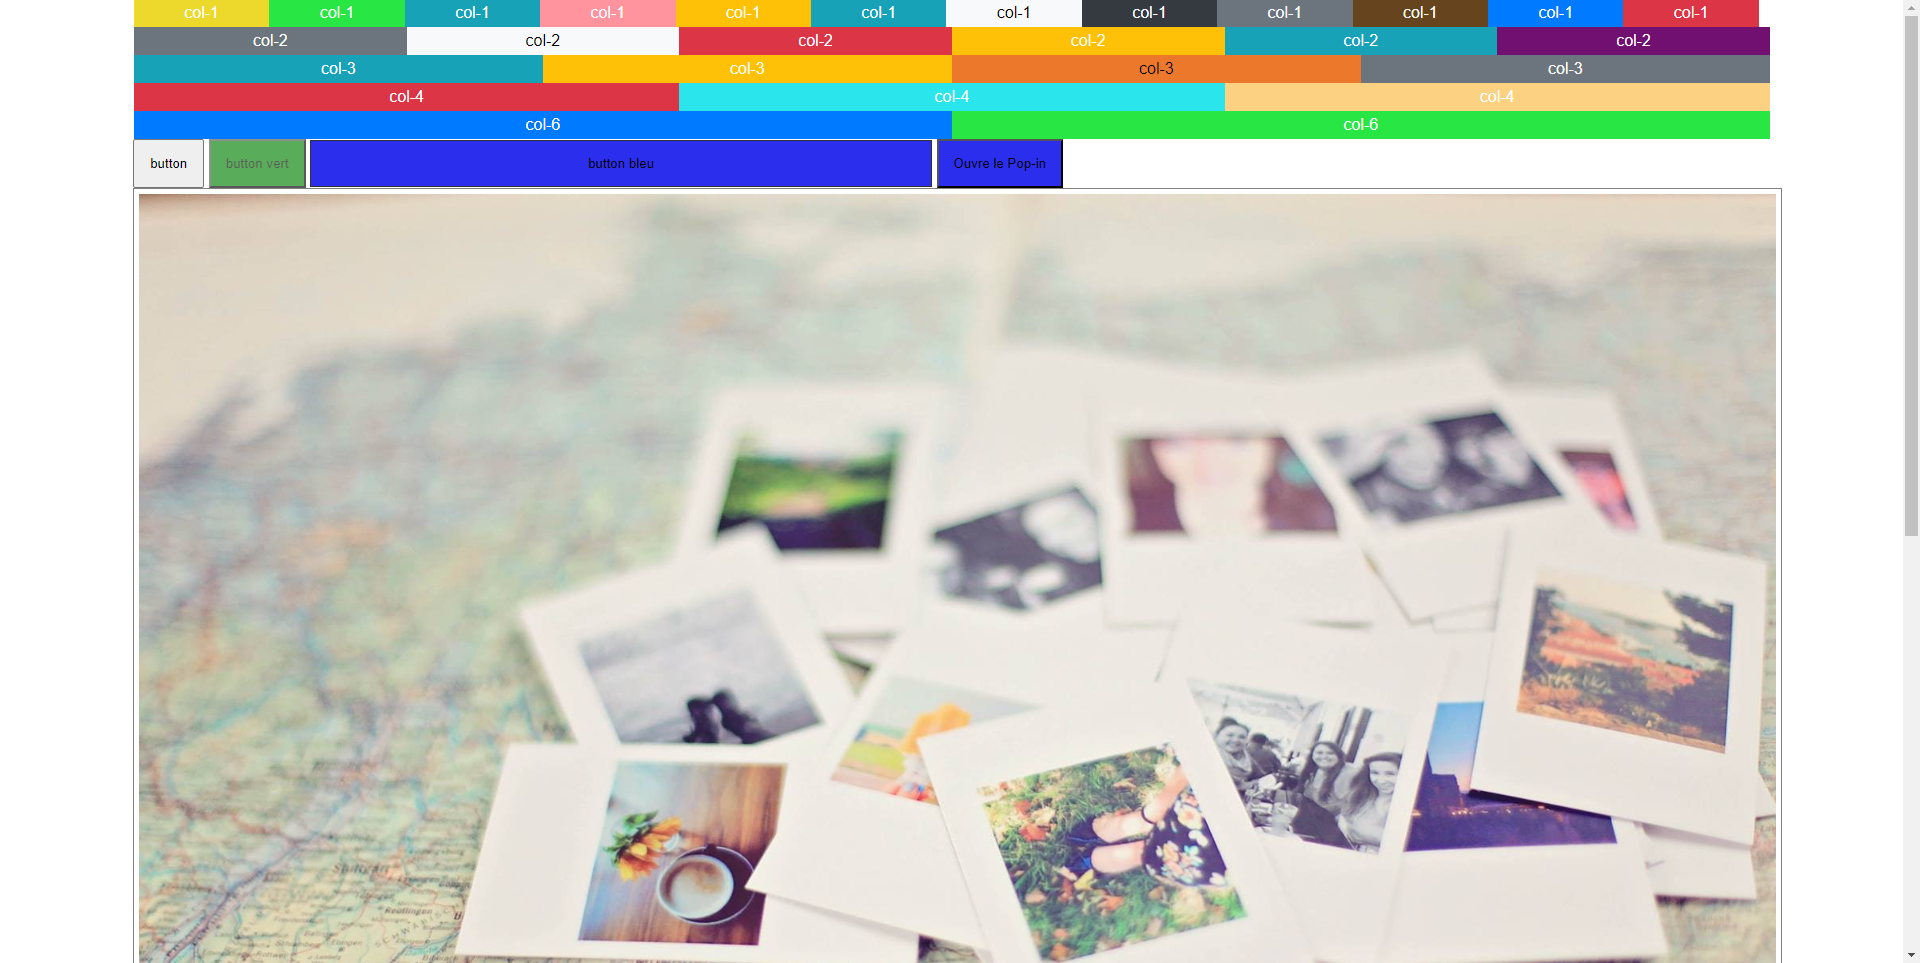 col-1 col-1 col-1 col-1 col-1 col-1 col-1 col-1 col-1 col-1 col-1 col-1
col-2 col-2 col-2 col-2 col-2 col-2
col-3 col-3 col-3 col-3
col-4 col-4 col-4
col-6 col-6
button button vert button bleu Ouvre le Pop-in